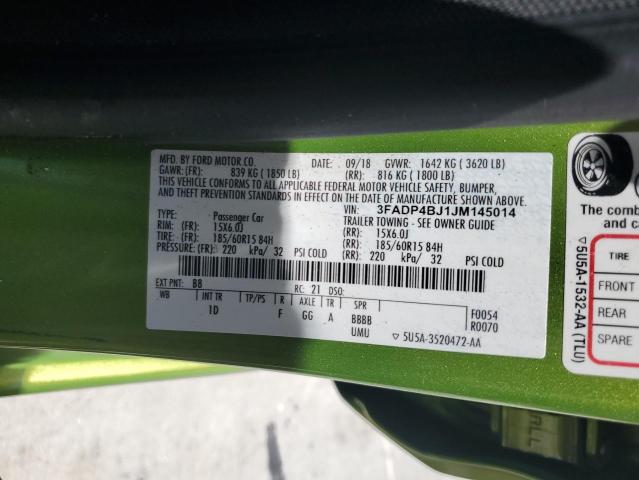 MFD. BY FORD MOTOR CO.
DATE: 09/18 GVWR: 1642 KG ( 3620 LB)
GAWR: (FR): 839 KG ( 1850 LB) (RR): 816 KG ( 1800 LB)
THIS VEHICLE CONFORMS TO ALL APPLICABLE FEDERAL MOTOR VEHICLE SAFETY, BUMPER,
AND THEFT PREVENTION STANDARDS IN EFFECT ON THE DATE OF MANUFACTURE SHOWN ABOVE.
VIN: 3FADP4BJ1JM145014
TYPE: Passenger Car TRAILER TOWING - SEE OWNER GUIDE
RIM: (FR): 15X6.0J (RR): 15X6.0J
TIRE: (FR): 185/60R15 84H (RR): 185/60R15 84H
PRESSURE: (FR): 220 kPa/ 32 PSI COLD (RR): 220 kPa/ 32 PSI COLD
EXT PNT: BB RC: 21 DSO:
WB INT TR TP/PS R AXLE TR SPR F0054
1D F GG A BBBB R0070
UMU ▽ 5U5A-3520472-AA
The combine
and ca
TIRE
FRONT
REAR
SPARE
▽ 5U5A-1532-AA (TLU)